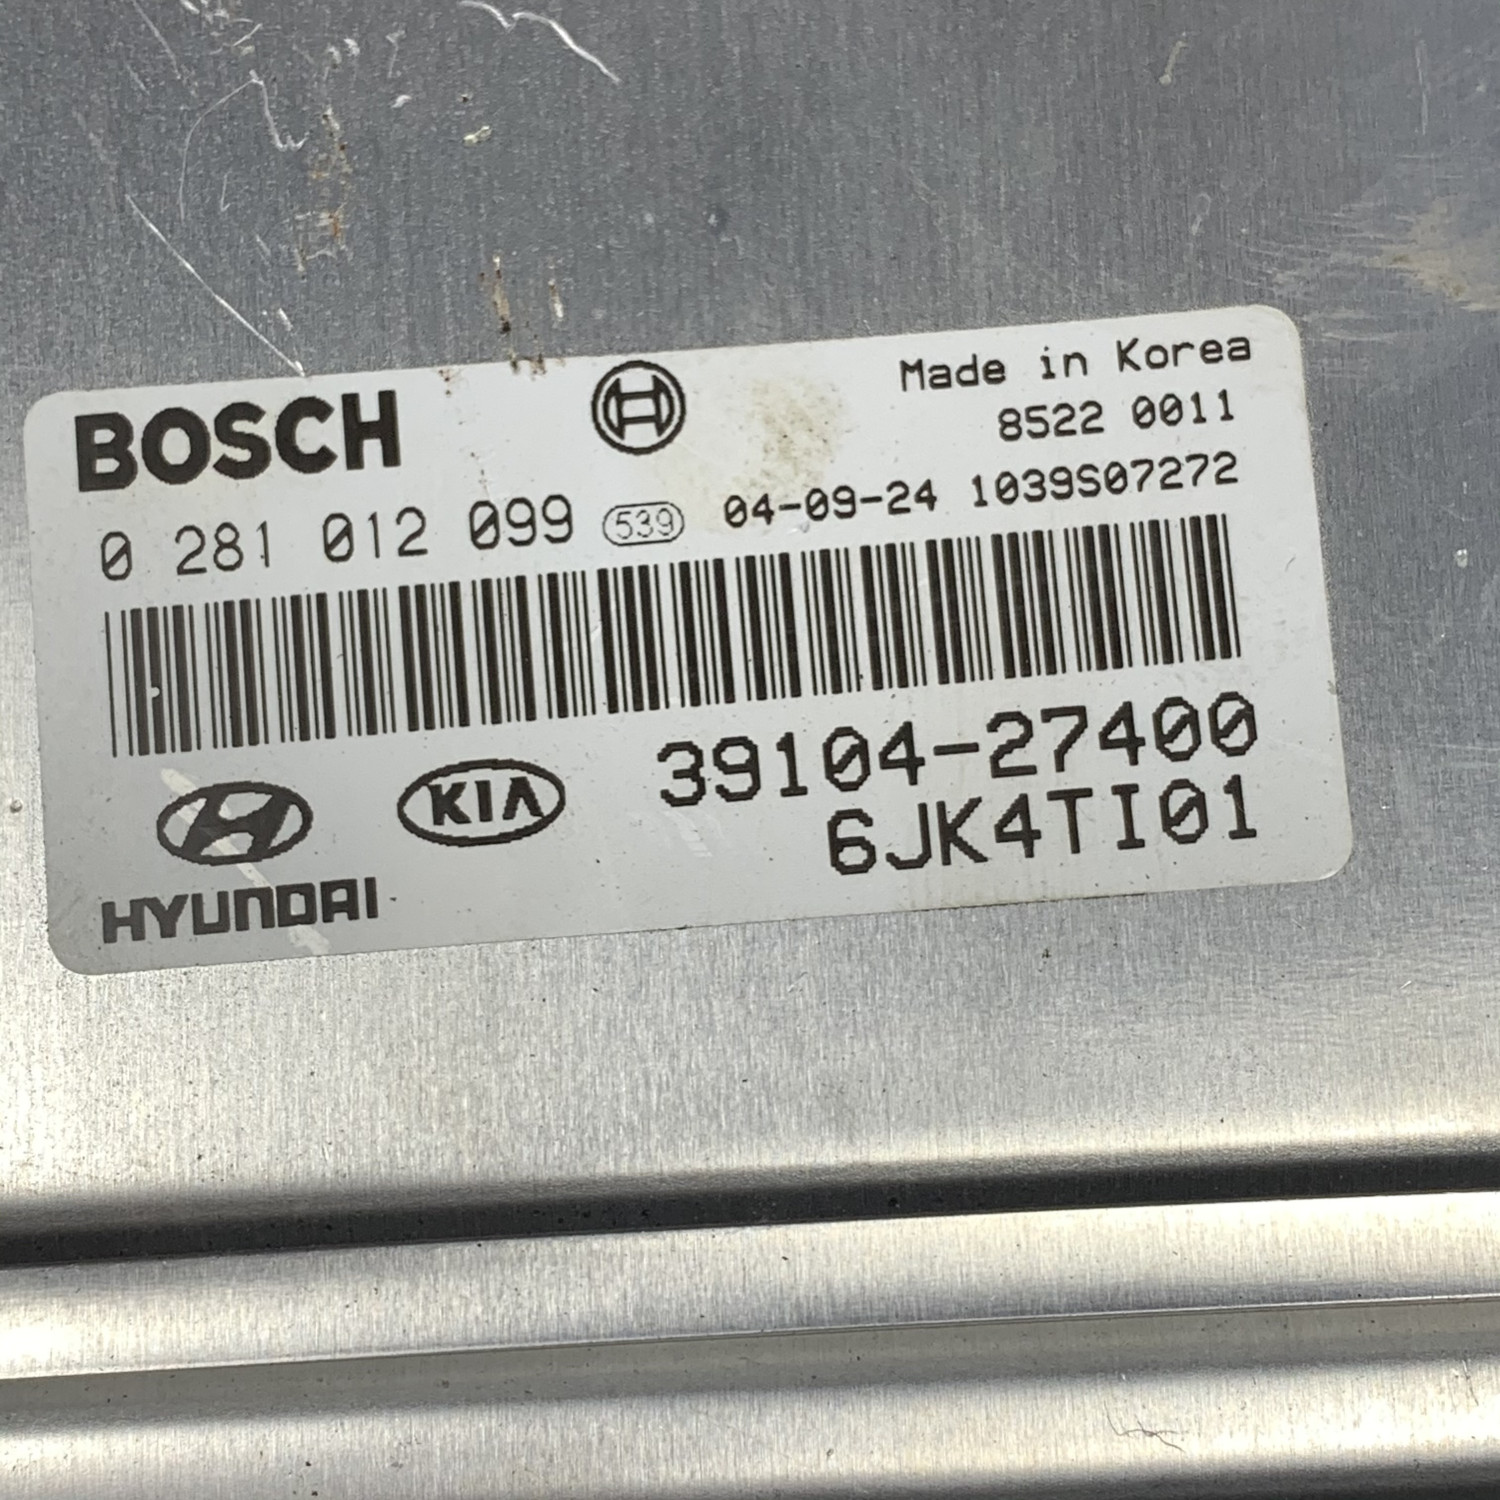 BOSCH
Made in Korea
8522 0011
0 281 012 099 539 04-09-24 1039S07272
39104-27400
KIA
6JK4TI01
HYUNDAI